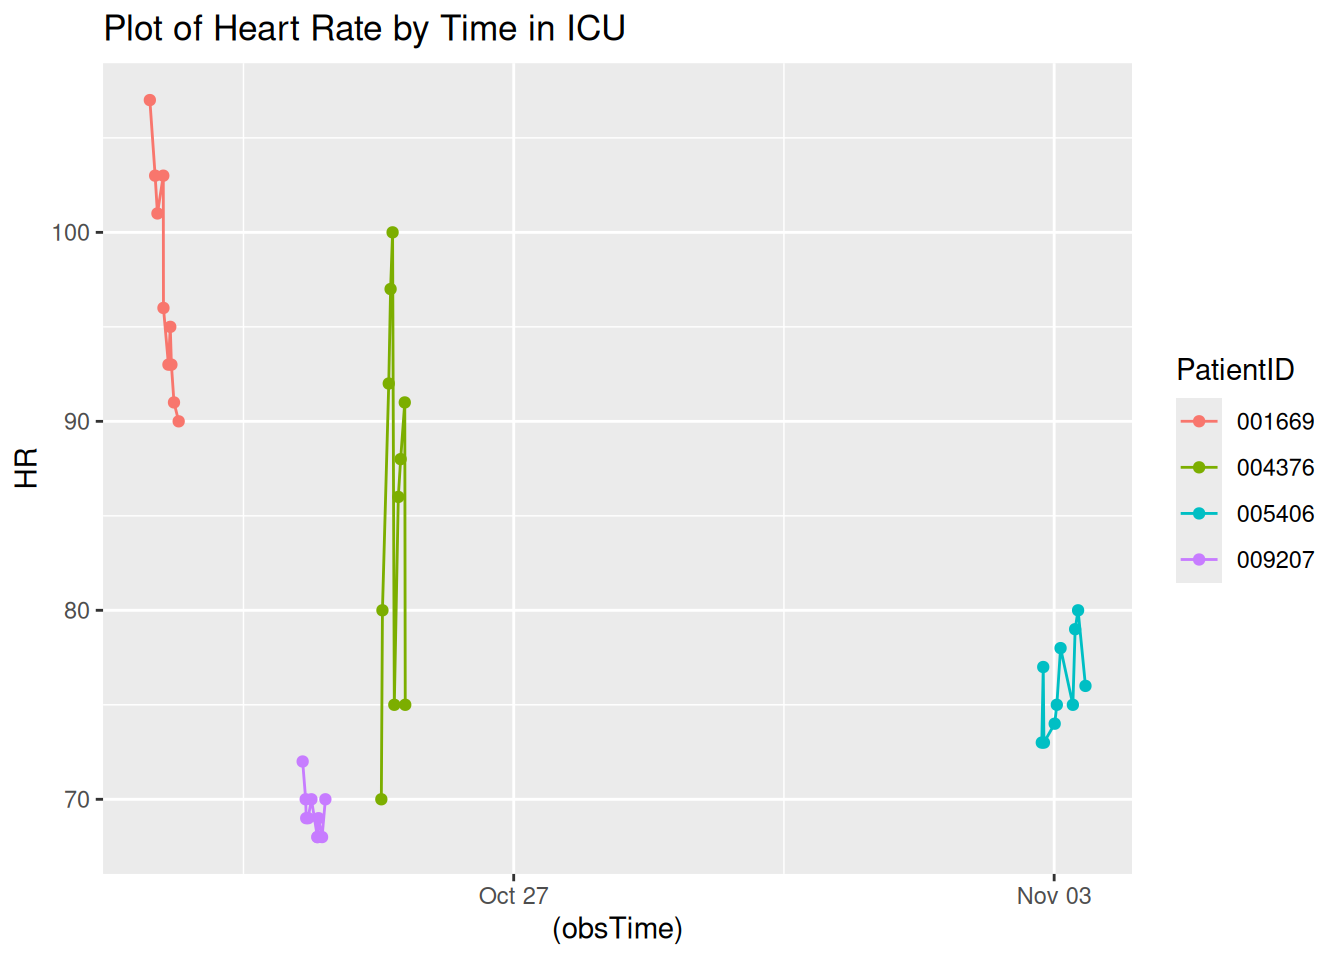 Plot of Heart Rate by Time in ICU
100
90
80
70
HR
Oct 27
Nov 03
(obsTime)
PatientID
001669
004376
005406
009207